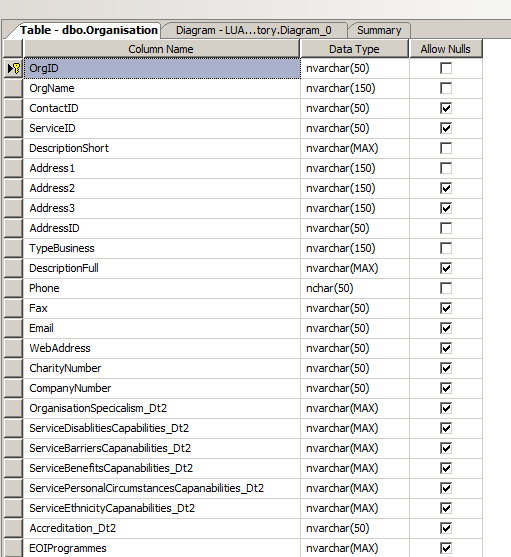 Table - dbo.Organisation Diagram - LUA...tory.Diagram_0 Summary
Column Name Data Type Allow Nulls
OrgID nvarchar(50)
OrgName nvarchar(150)
ContactID nvarchar(50)
ServiceID nvarchar(50)
DescriptionShort nvarchar(MAX)
Address1 nvarchar(150)
Address2 nvarchar(150)
Address3 nvarchar(150)
AddressID nvarchar(50)
TypeBusiness nvarchar(150)
DescriptionFull nvarchar(MAX)
Phone nchar(50)
Fax nvarchar(50)
Email nvarchar(50)
WebAddress nvarchar(50)
CharityNumber nvarchar(50)
CompanyNumber nvarchar(50)
OrganisationSpecicalism_Dt2 nvarchar(MAX)
ServiceDisablitiesCapabilities_Dt2 nvarchar(MAX)
ServiceBarriersCapanabilities_Dt2 nvarchar(MAX)
ServiceBenefitsCapanabilities_Dt2 nvarchar(MAX)
ServicePersonalCircumstancesCapanabilities_Dt2 nvarchar(MAX)
ServiceEthnicityCapanabilities_Dt2 nvarchar(MAX)
Accreditation_Dt2 nvarchar(50)
EOIProgrammes nvarchar(MAX)